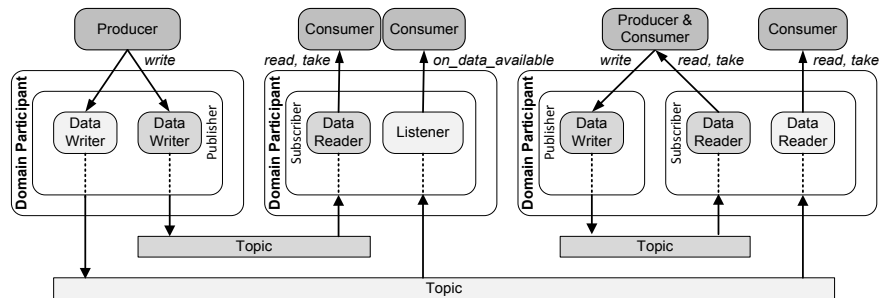 Producer
Consumer
Consumer
Producer &
Consumer
Consumer
write
read, take
on_data_available
write
read, take
read, take
Domain Participant
Data
Writer
Data
Writer
Publisher
Domain Participant
Subscriber
Data
Reader
Listener
Domain Participant
Publisher
Data
Writer
Subscriber
Data
Reader
Data
Reader
Topic
Topic
Topic